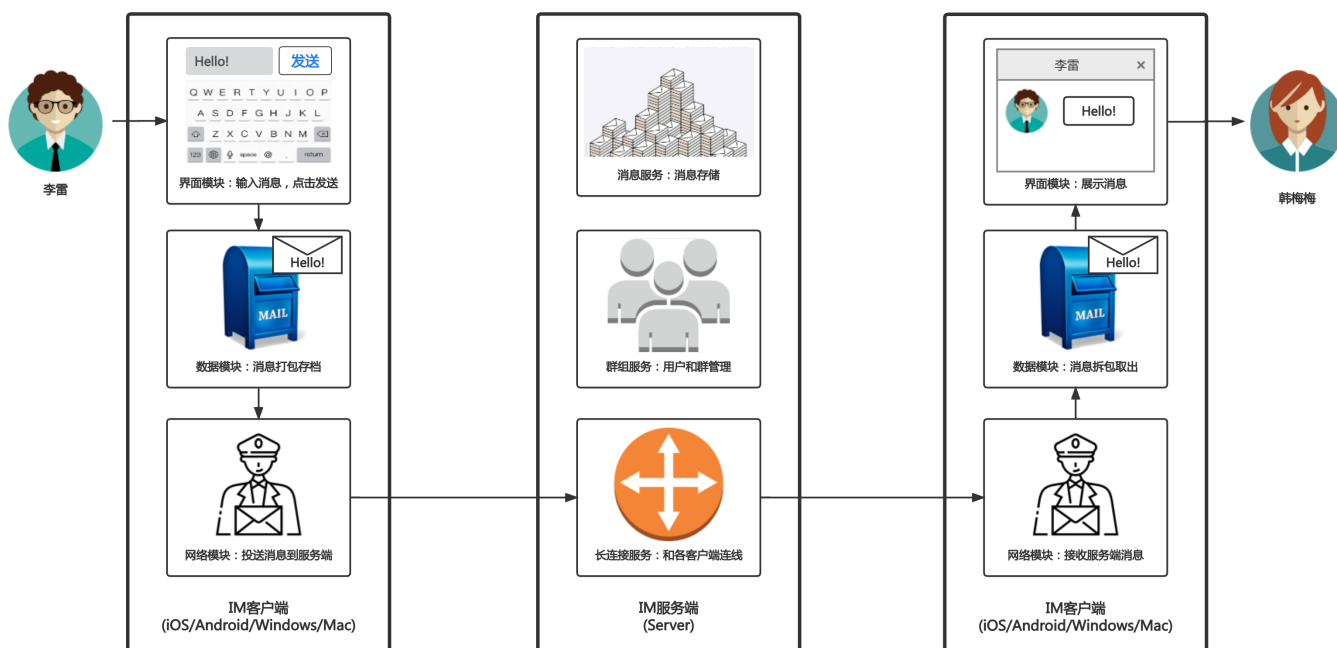 李雷
Hello!
发送
Q W E R T Y U I O P
A S D F G H J K L
Z X C V B N M
123
space
@
.
return
界面模块：输入消息，点击发送
Hello!
MAIL
数据模块：消息打包存档
网络模块：投送消息到服务端
IM客户端
(iOS/Android/Windows/Mac)
消息服务：消息存储
群组服务：用户和群管理
长连接服务：和各客户端连线
IM服务端
(Server)
李雷
×
Hello!
界面模块：展示消息
Hello!
MAIL
数据模块：消息拆包取出
网络模块：接收服务端消息
IM客户端
(iOS/Android/Windows/Mac)
韩梅梅